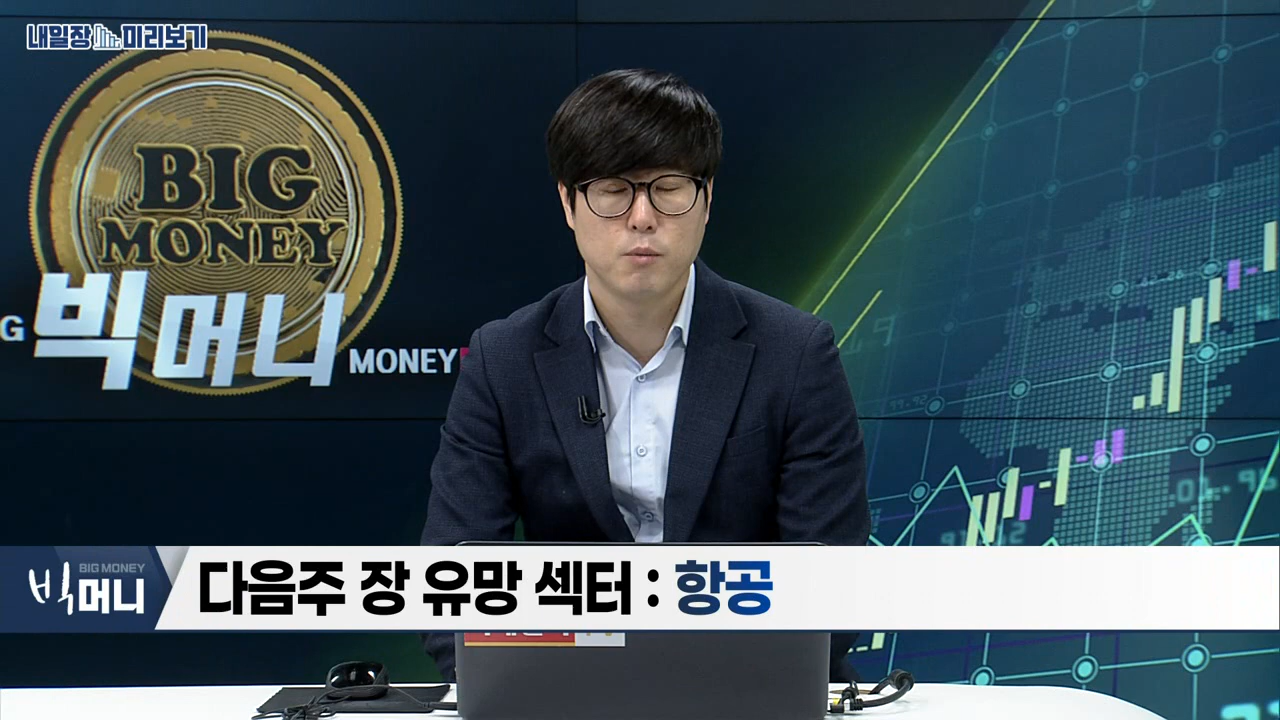 내일장 미리보기
BIG
MONEY
G 빅머니 MONEY
BIG MONEY
빅머니
다음주 장 유망 섹터 : 항공